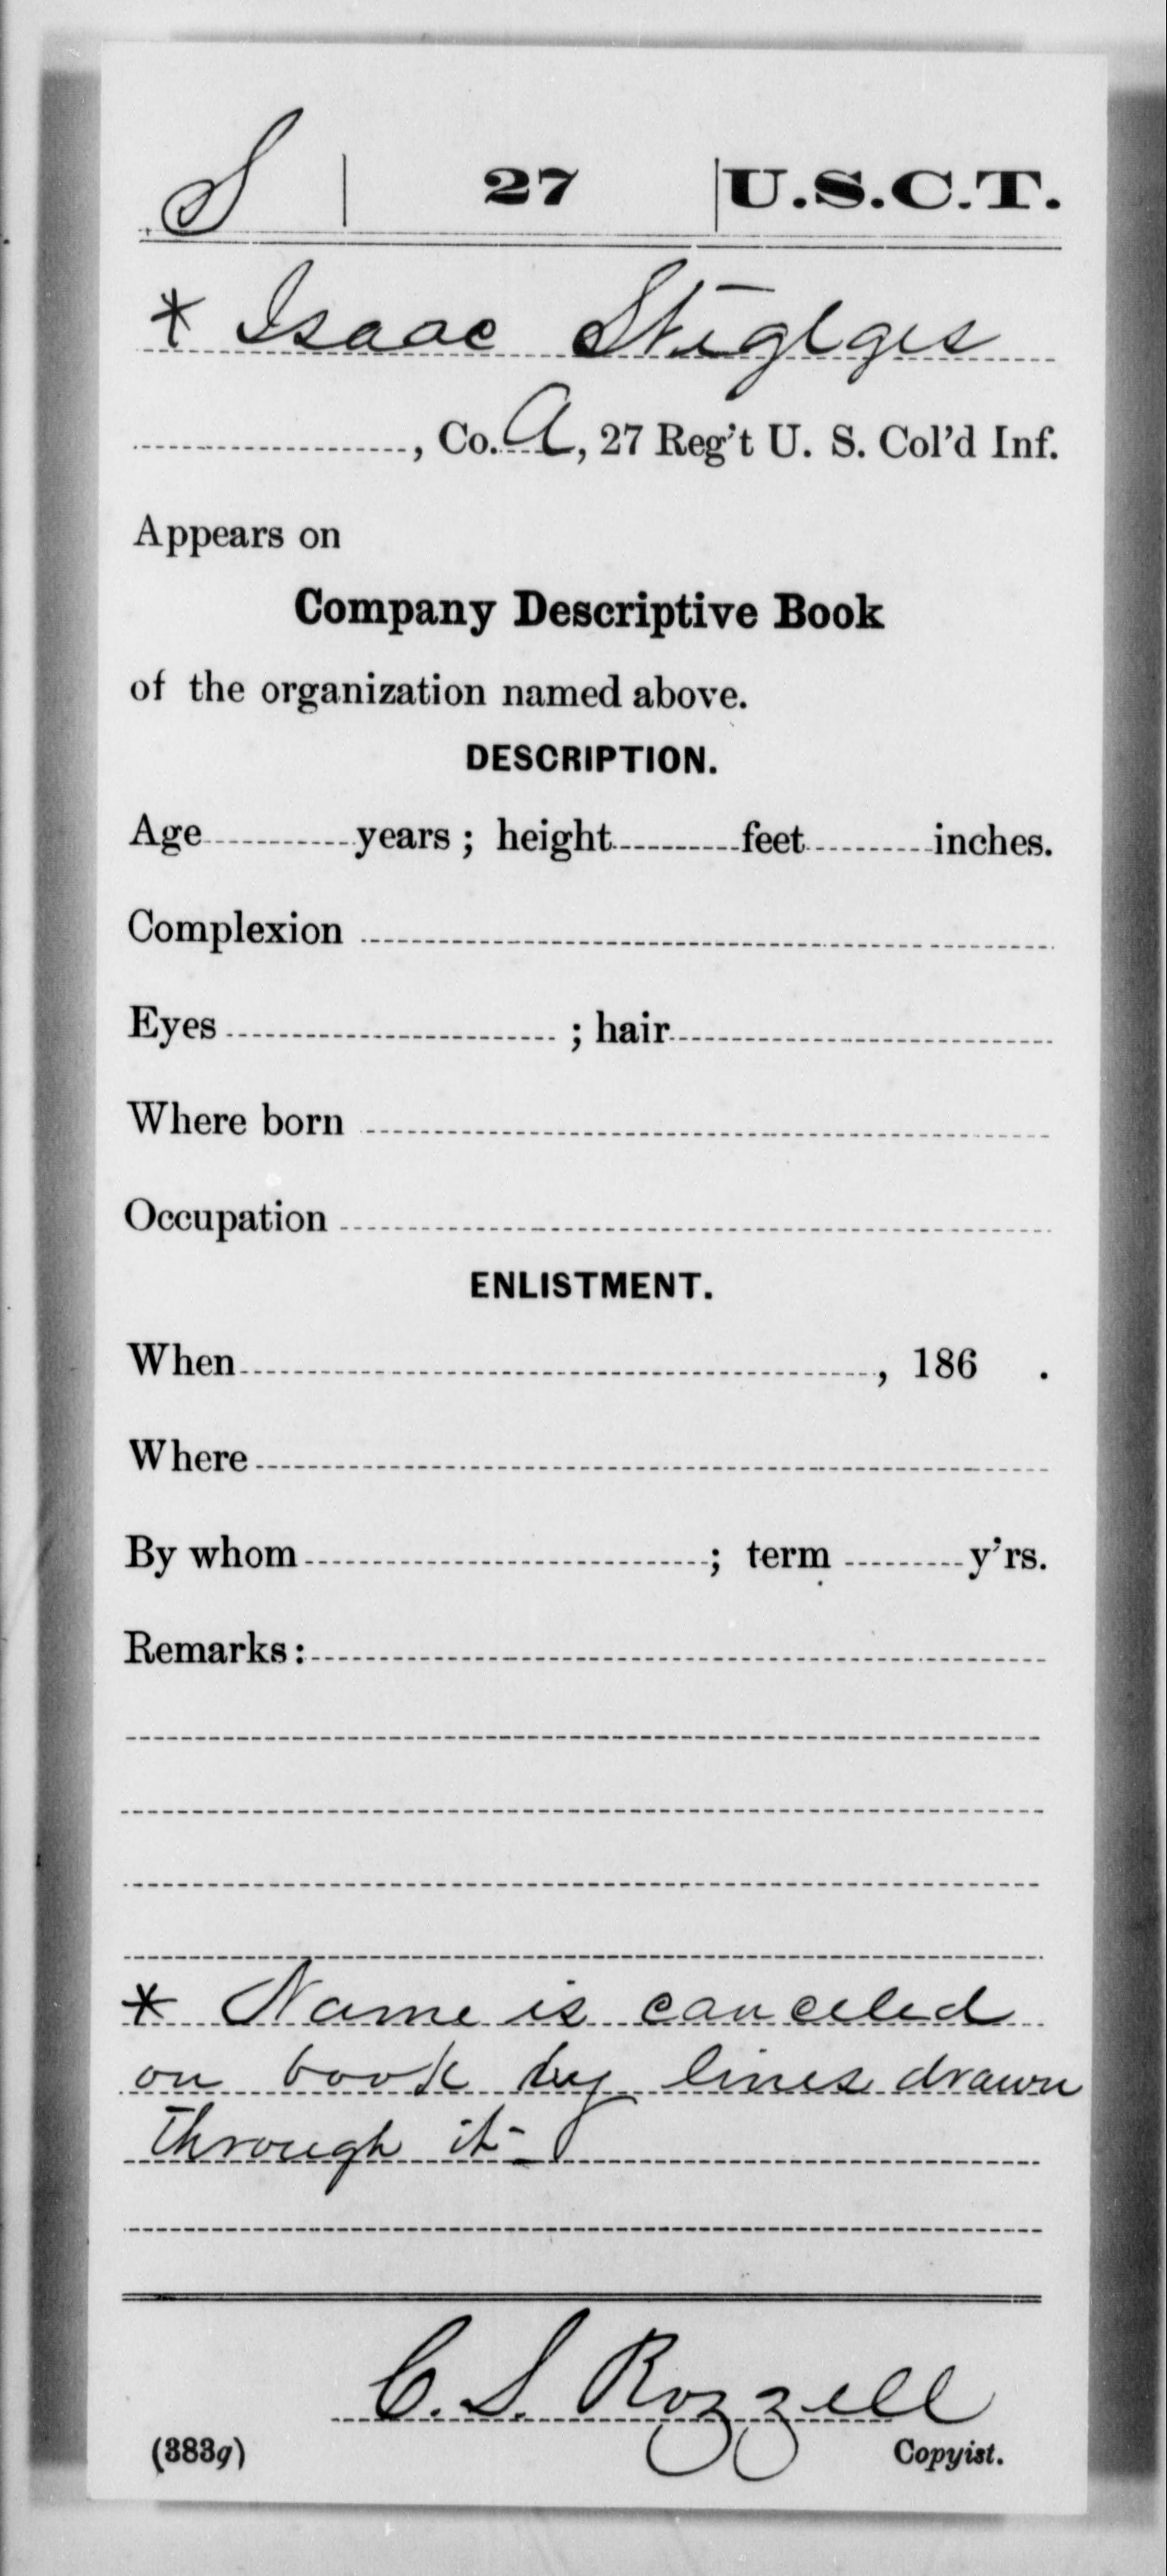 S 27 U.S.C.T.
* Isaac Steglges
, Co. A, 27 Reg't U. S. Col'd Inf.
Appears on
Company Descriptive Book
of the organization named above.
DESCRIPTION.
Age years ; height feet inches.
Complexion
Eyes ; hair
Where born
Occupation
ENLISTMENT.
When , 186 .
Where
By whom ; term y'rs.
Remarks:
* Name is canceled
on book by lines drawn
through it-
C. S. Rozzell
(383g) Copyist.